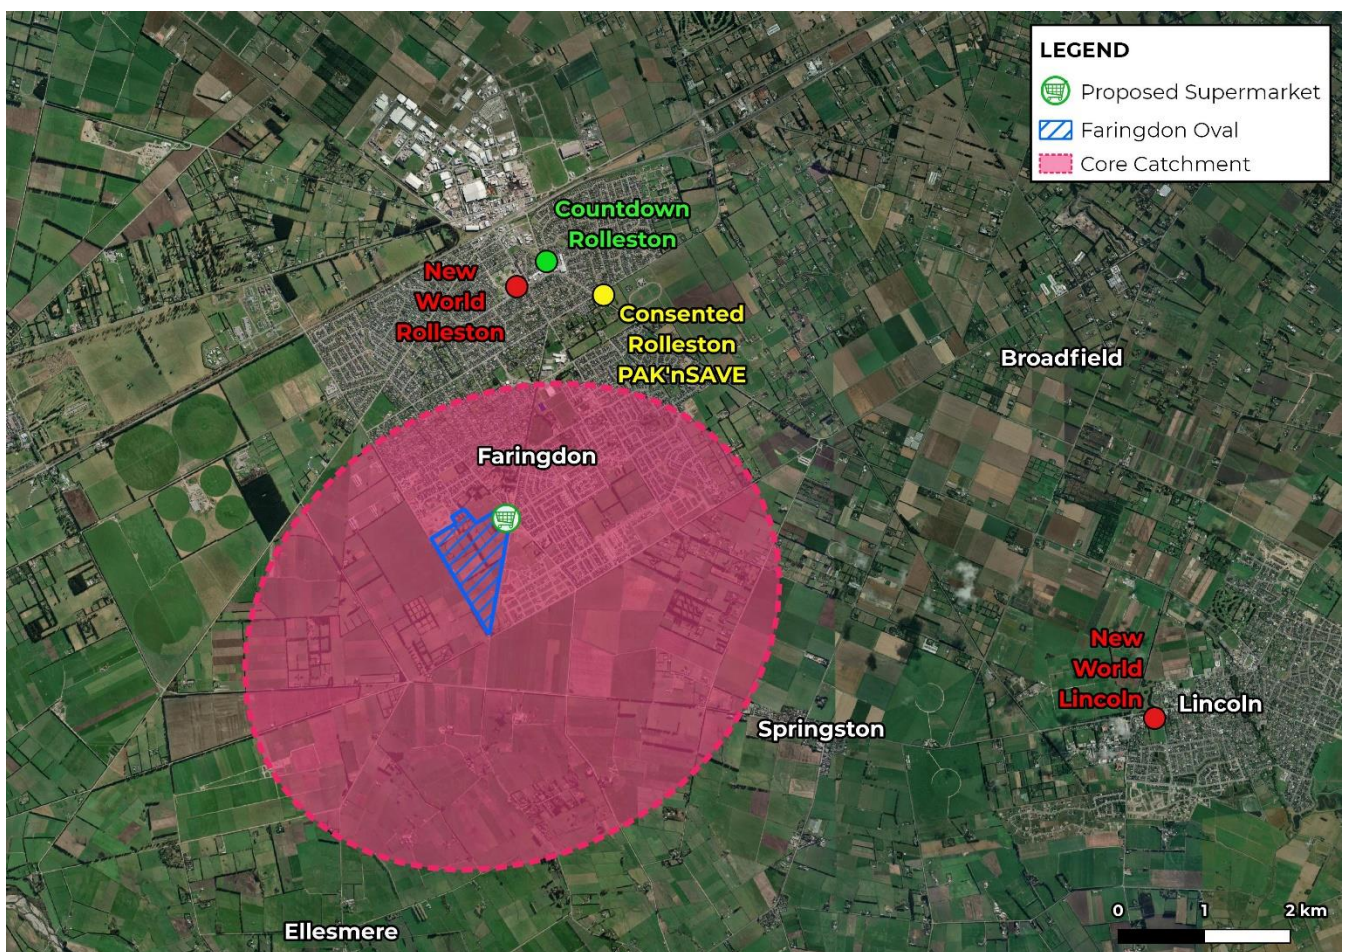 LEGEND
Proposed Supermarket
Faringdon Oval
Core Catchment
Countdown
Rolleston
New
World
Rolleston
Consented
Rolleston
PAK'nSAVE
Broadfield
Faringdon
New
World
Lincoln
Lincoln
Springston
Ellesmere
0 1 2 km